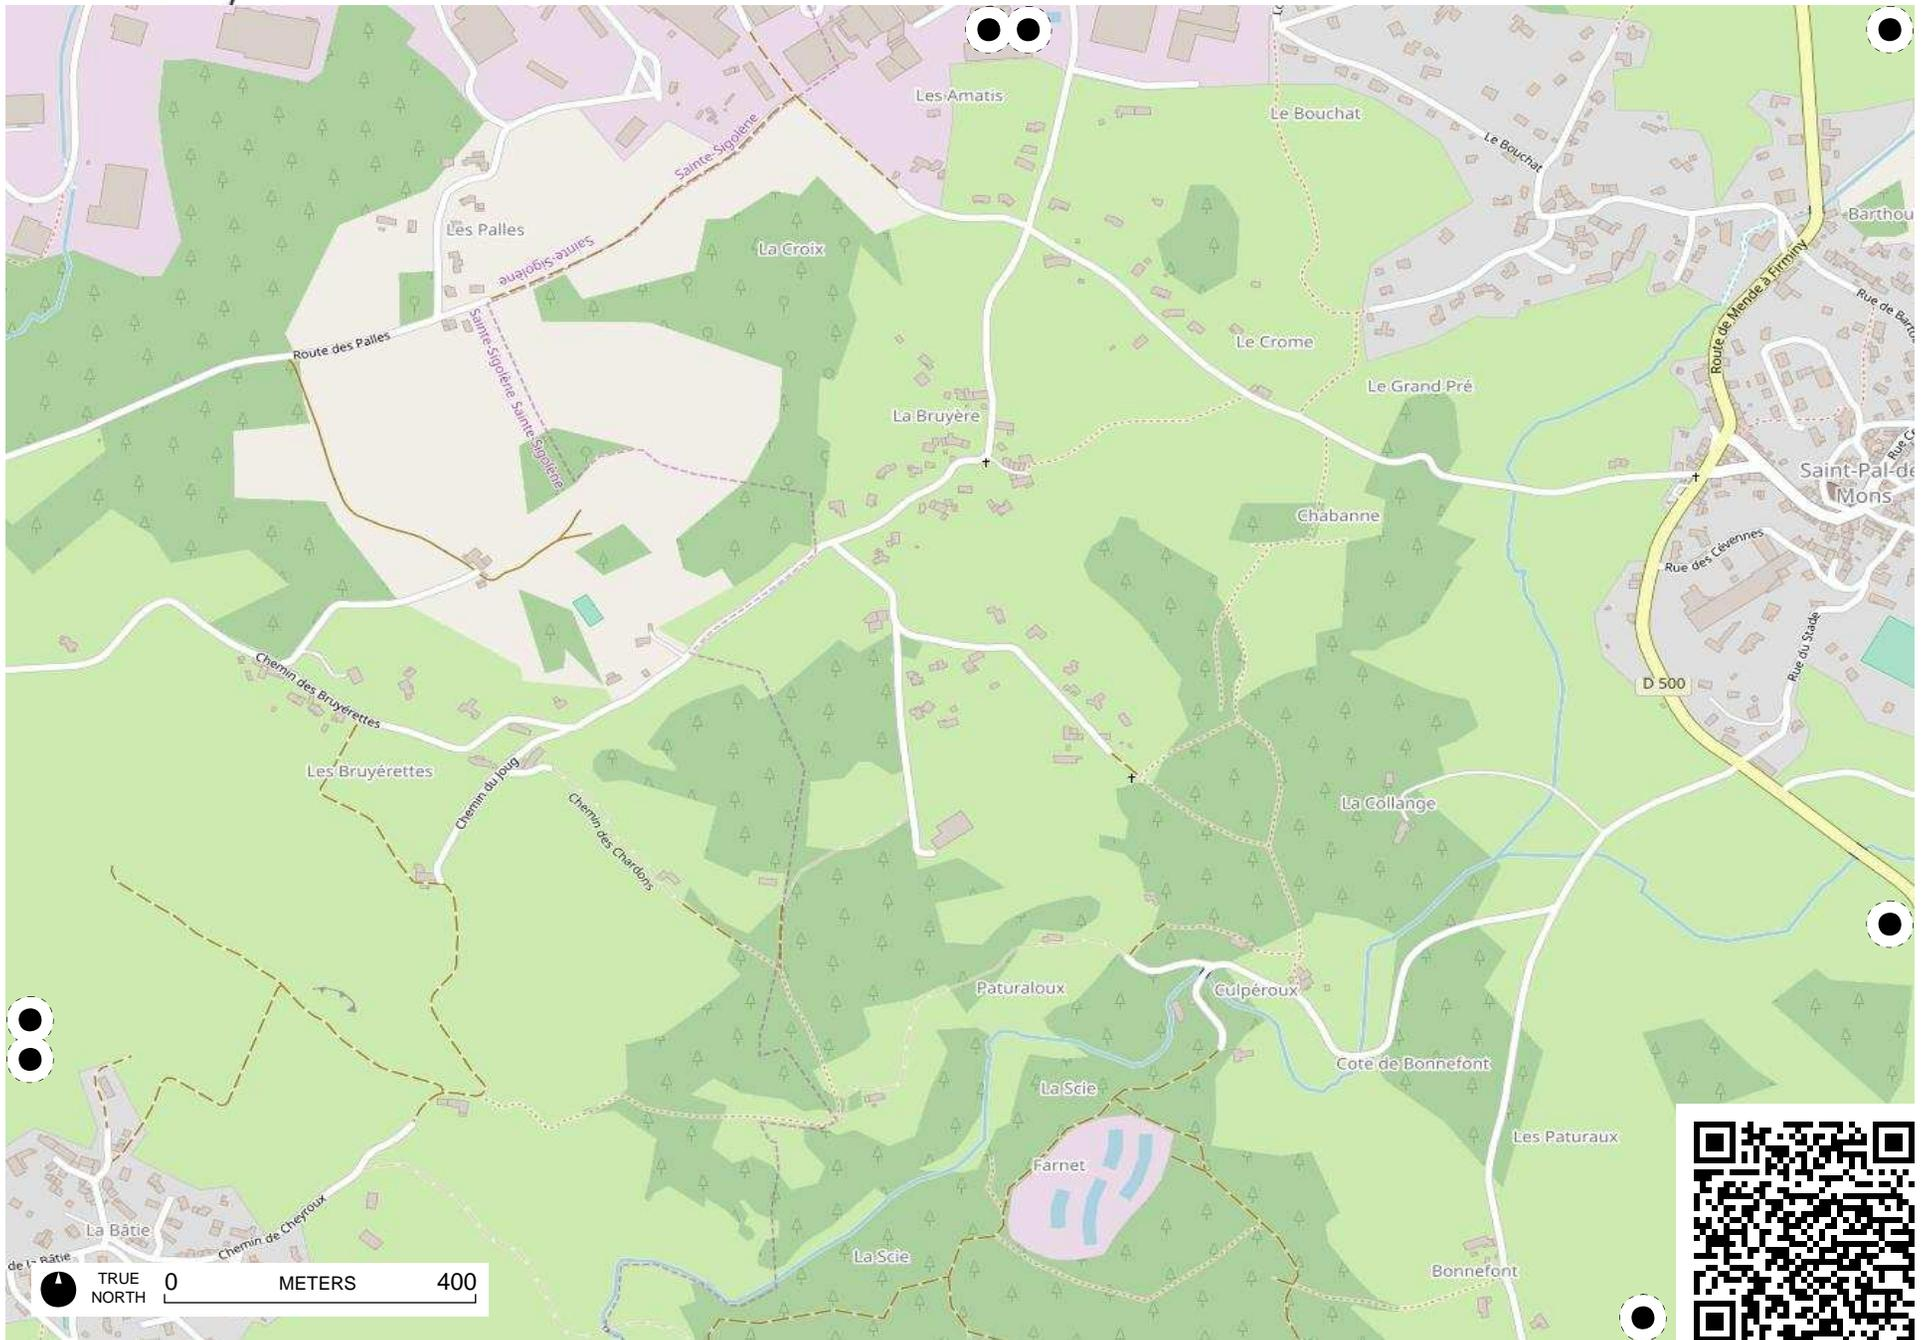 Les Amatis
Le Bouchat
Le Bouchat
Sainte-Sigolène
Les Palles
Barthou
La Croix
Sainte-Sigolène
Route de Mende à Firminy
Route des Palles
Sainte-Sigolène
Sainte-Sigolène
Le Crome
Le Grand Pré
La Bruyère
Saint-Pal-de
Mons
Chabanne
Rue des Cévennes
Rue du Stade
Chemin des Bruyérettes
D 500
Les Bruyérettes
Chemin du Joug
Chemin des Chardons
La Collange
Paturaloux
Culpéroux
Cote de Bonnefont
La Scie
Les Paturaux
Farnet
La Bâtie
Chemin de Cheyroux
de la Bâtie
La Scie
Bonnefont
TRUE
NORTH
0 METERS 400